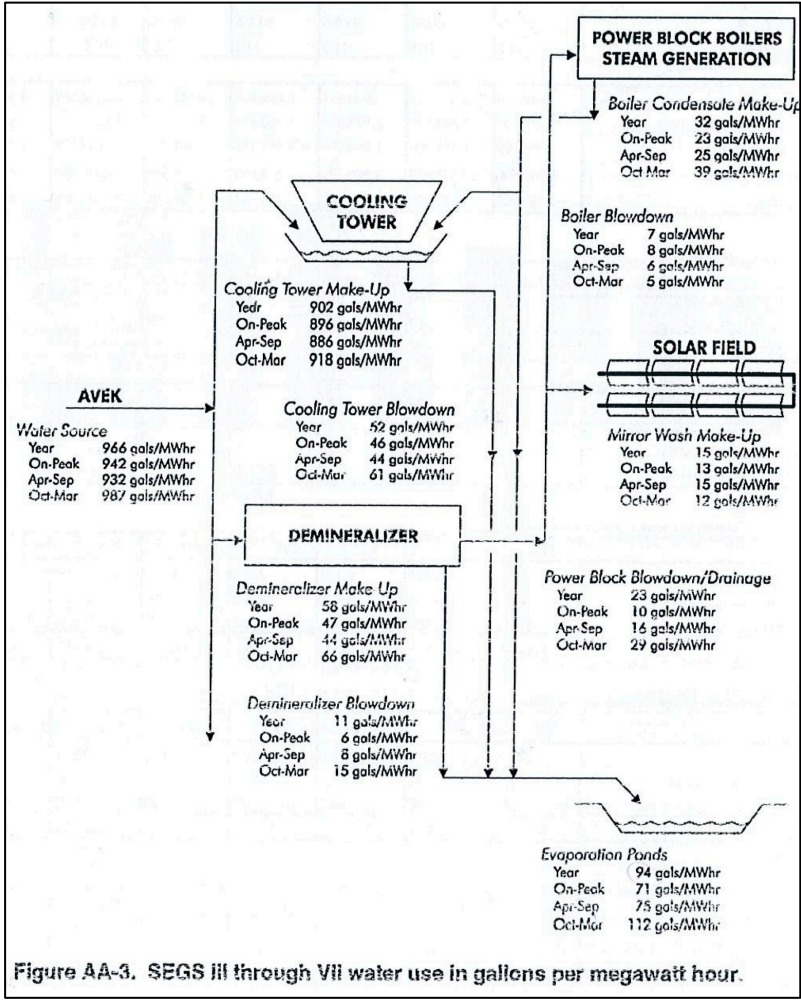 POWER BLOCK BOILERS
STEAM GENERATION
Boiler Condensate Make-Up
Year 32 gals/MWhr
On-Peak 23 gals/MWhr
Apr-Sep 25 gals/MWhr
Oct-Mar 39 gals/MWhr
COOLING
TOWER
Boiler Blowdown
Year 7 gals/MWhr
On-Peak 8 gals/MWhr
Apr-Sep 6 gals/MWhr
Oct-Mar 5 gals/MWhr
Cooling Tower Make-Up
Year 902 gals/MWhr
On-Peak 896 gals/MWhr
Apr-Sep 886 gals/MWhr
Oct-Mar 918 gals/MWhr
SOLAR FIELD
AVEK
Water Source
Year 966 gals/MWhr
On-Peak 942 gals/MWhr
Apr-Sep 932 gals/MWhr
Oct-Mar 987 gals/MWhr
Cooling Tower Blowdown
Year 52 gals/MWhr
On-Peak 46 gals/MWhr
Apr-Sep 44 gals/MWhr
Oct-Mar 61 gals/MWhr
Mirror Wash Make-Up
Year 15 gals/MWhr
On-Peak 13 gals/MWhr
Apr-Sep 15 gals/MWhr
Oct-Mar 12 gals/MWhr
DEMINERALIZER
Demineralizer Make Up
Year 58 gals/MWhr
On-Peak 47 gals/MWhr
Apr-Sep 44 gals/MWhr
Oct-Mar 66 gals/MWhr
Power Block Blowdown/Drainage
Year 23 gals/MWhr
On-Peak 10 gals/MWhr
Apr-Sep 16 gals/MWhr
Oct-Mar 29 gals/MWhr
Demineralizer Blowdown
Year 11 gals/MWhr
On-Peak 6 gals/MWhr
Apr-Sep 8 gals/MWhr
Oct-Mar 15 gals/MWhr
Evaporation Ponds
Year 94 gals/MWhr
On-Peak 71 gals/MWhr
Apr-Sep 75 gals/MWhr
Oct-Mar 112 gals/MWhr
Figure AA-3. SEGS III through VII water use in gallons per megawatt hour.